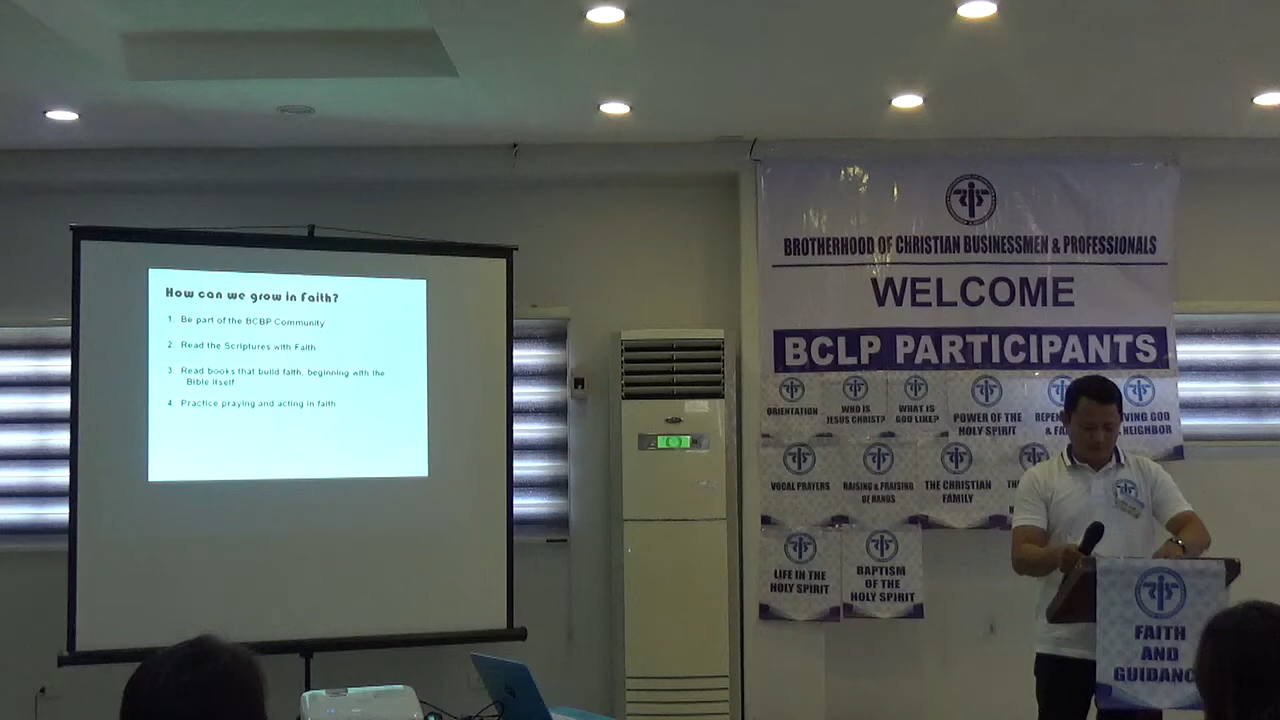 How can we grow in Faith?
1. Be part of the BCBP Community
2. Read the Scriptures with Faith
3. Read books that build faith, beginning with the
Bible itself
4. Practice praying and acting in faith
BROTHERHOOD OF CHRISTIAN BUSINESSMEN & PROFESSIONALS
WELCOME
BCLP PARTICIPANTS
ORIENTATION
WHO IS
JESUS CHRIST?
WHAT IS
GOD LIKE?
POWER OF THE
HOLY SPIRIT
GOD
NEIGHBOR
VOCAL PRAYERS
RAISING & PRAISING
OF HANDS
THE CHRISTIAN
FAMILY
LIFE IN THE
HOLY SPIRIT
BAPTISM
OF THE
HOLY SPIRIT
FAITH
AND
GUIDANC